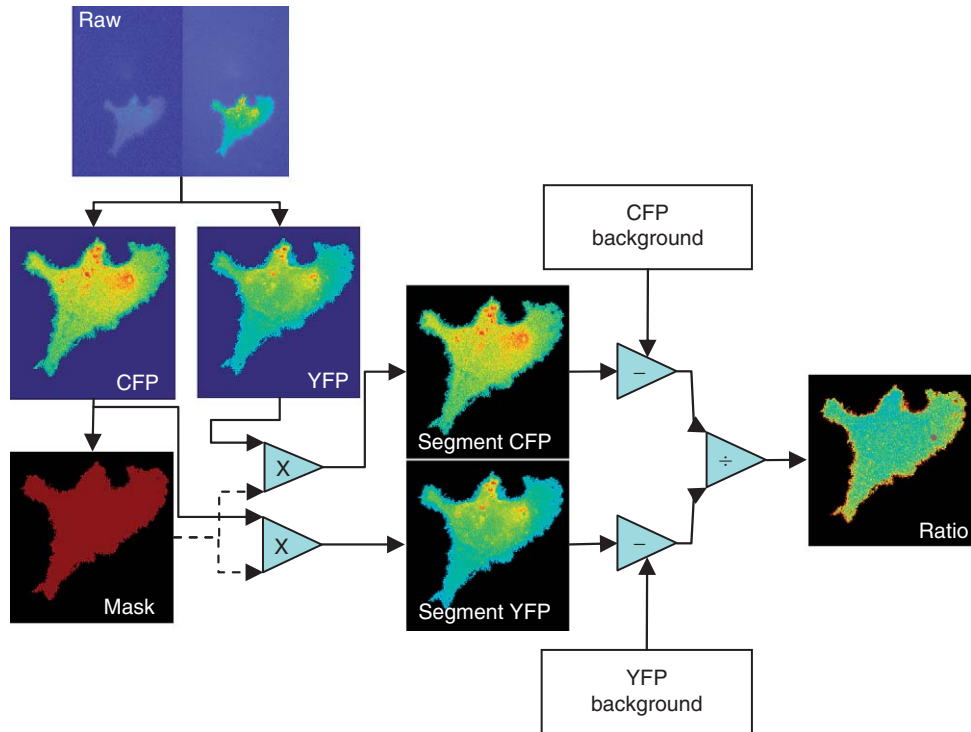 Raw
CFP
YFP
CFP
background
X
Segment CFP
−
÷
Mask
X
Segment YFP
−
Ratio
YFP
background